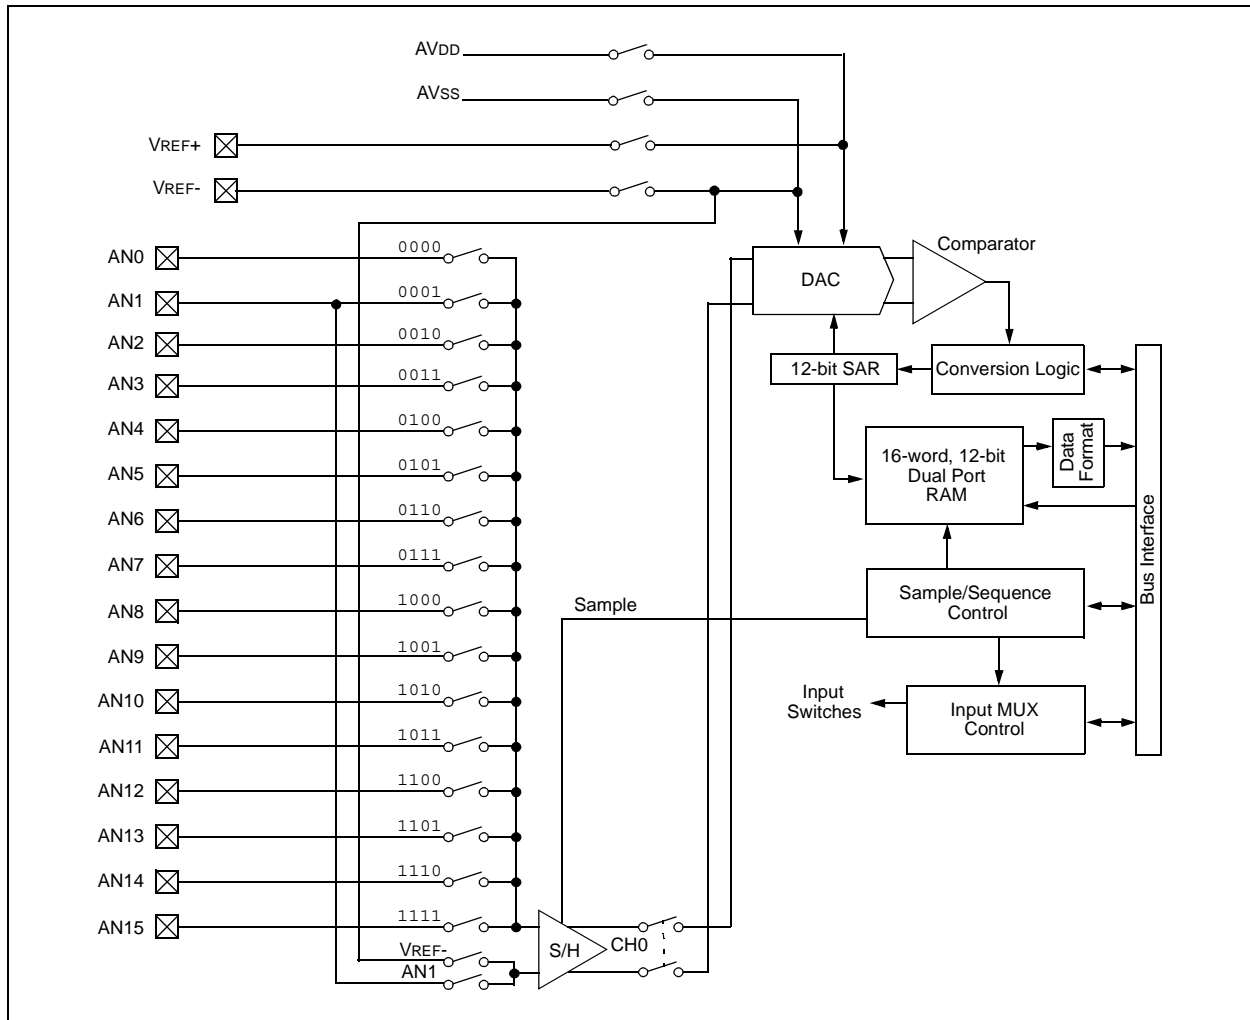 AVDD
AVSS
VREF+
VREF-
AN0 0000
AN1 0001
AN2 0010
AN3 0011
AN4 0100
AN5 0101
AN6 0110
AN7 0111
AN8 1000
AN9 1001
AN10 1010
AN11 1011
AN12 1100
AN13 1101
AN14 1110
AN15 1111
VREF-
AN1
S/H
CH0
DAC
Comparator
12-bit SAR
Conversion Logic
16-word, 12-bit
Dual Port
RAM
Data
Format
Bus Interface
Sample
Sample/Sequence
Control
Input
Switches
Input MUX
Control